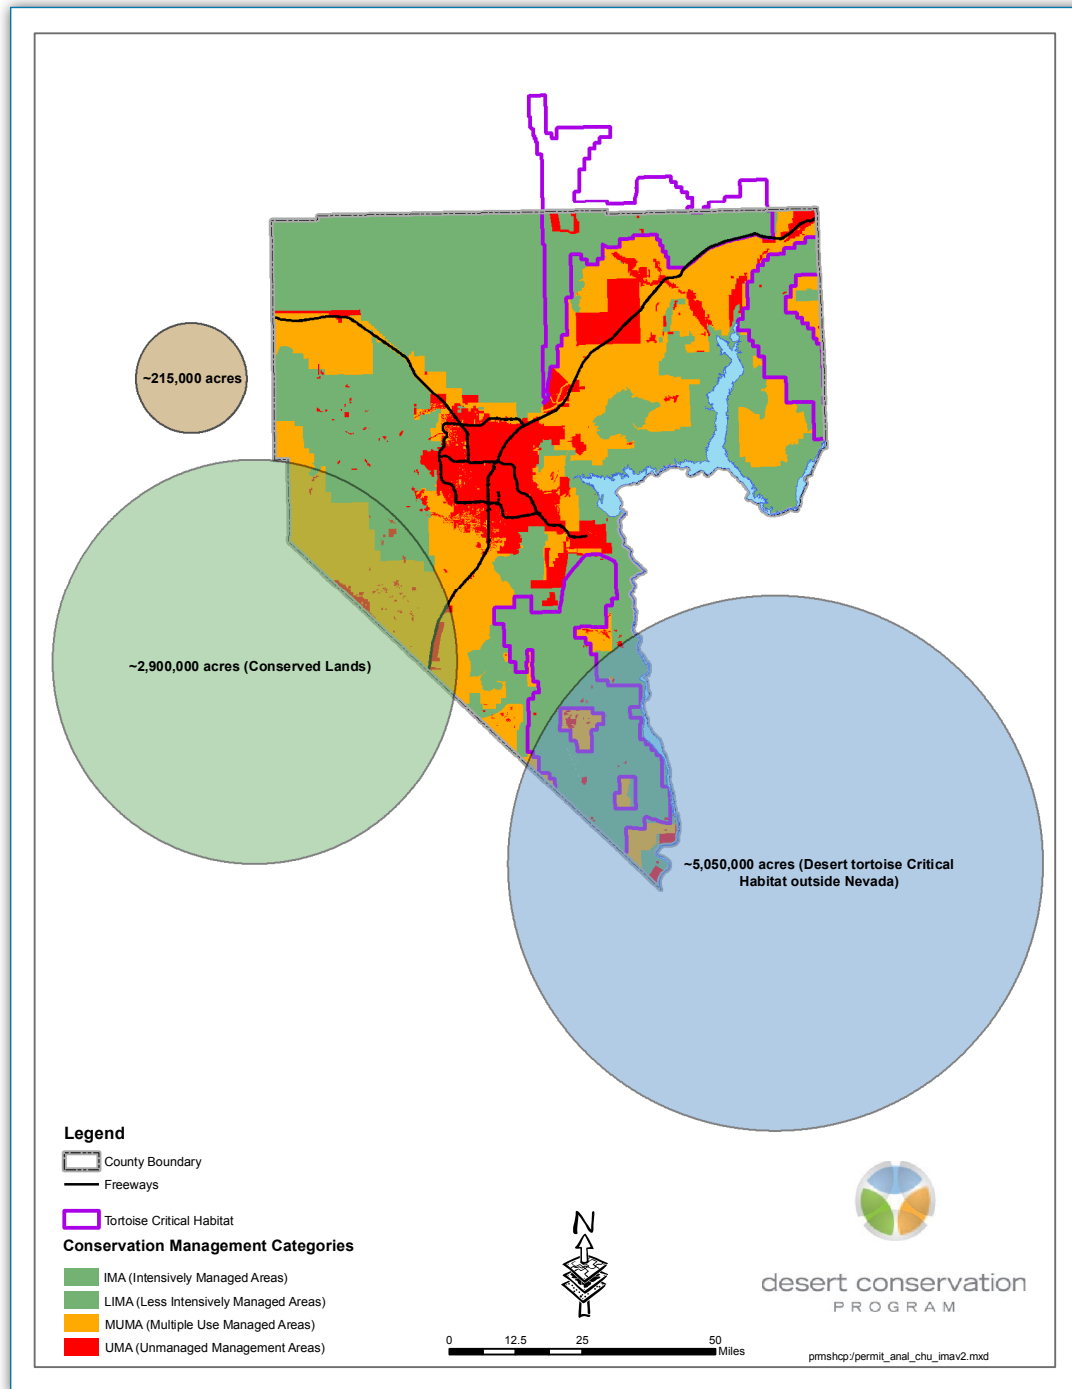 ~215,000 acres
~2,900,000 acres (Conserved Lands)
~5,050,000 acres (Desert tortoise Critical
Habitat outside Nevada)
Legend
County Boundary
Freeways
Tortoise Critical Habitat
Conservation Management Categories
IMA (Intensively Managed Areas)
LIMA (Less Intensively Managed Areas)
MUMA (Multiple Use Managed Areas)
UMA (Unmanaged Management Areas)
N
0 12.5 25 50
Miles
desert conservation
PROGRAM
prmshcp:/permit_anal_chu_imav2.mxd